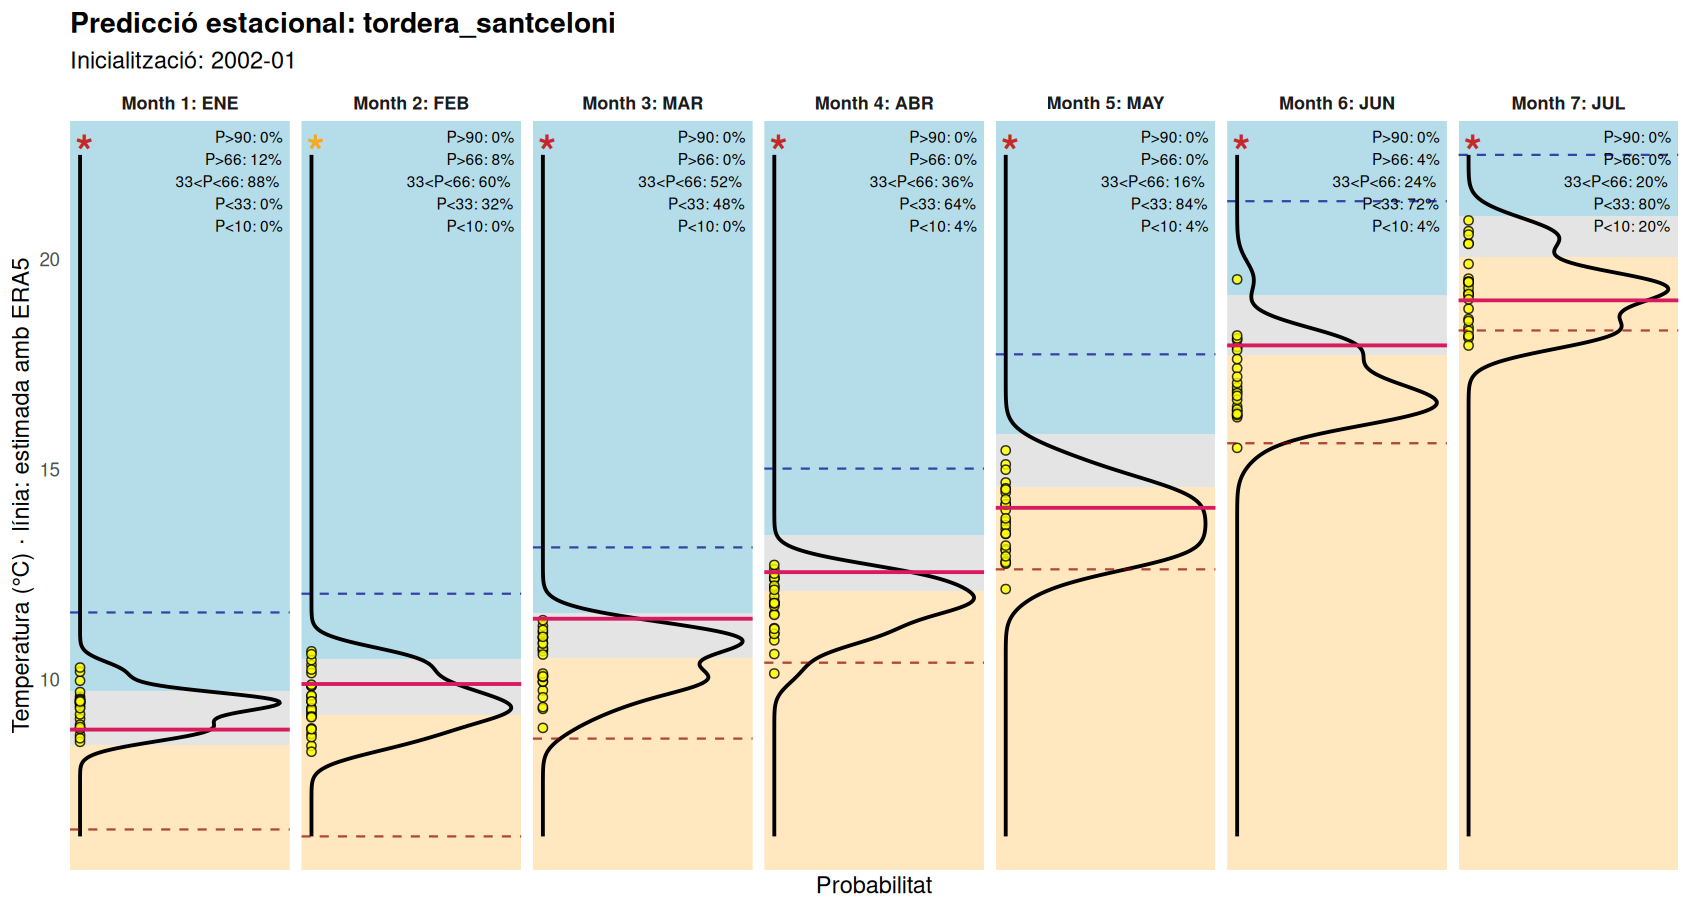 Predicció estacional: tordera_santceloni
Inicialització: 2002-01
Month 1: ENE
Month 2: FEB
Month 3: MAR
Month 4: ABR
Month 5: MAY
Month 6: JUN
Month 7: JUL
*
P>90: 0%
P>66: 12%
33<P<66: 88%
P<33: 0%
P<10: 0%
*
P>90: 0%
P>66: 8%
33<P<66: 60%
P<33: 32%
P<10: 0%
*
P>90: 0%
P>66: 0%
33<P<66: 52%
P<33: 48%
P<10: 0%
*
P>90: 0%
P>66: 0%
33<P<66: 36%
P<33: 64%
P<10: 4%
*
P>90: 0%
P>66: 0%
33<P<66: 16%
P<33: 84%
P<10: 4%
*
P>90: 0%
P>66: 4%
33<P<66: 24%
P<33: 72%
P<10: 4%
*
P>90: 0%
P>66: 0%
33<P<66: 20%
P<33: 80%
P<10: 20%
Temperatura (°C) · línia: estimada amb ERA5
20
15
10
Probabilitat